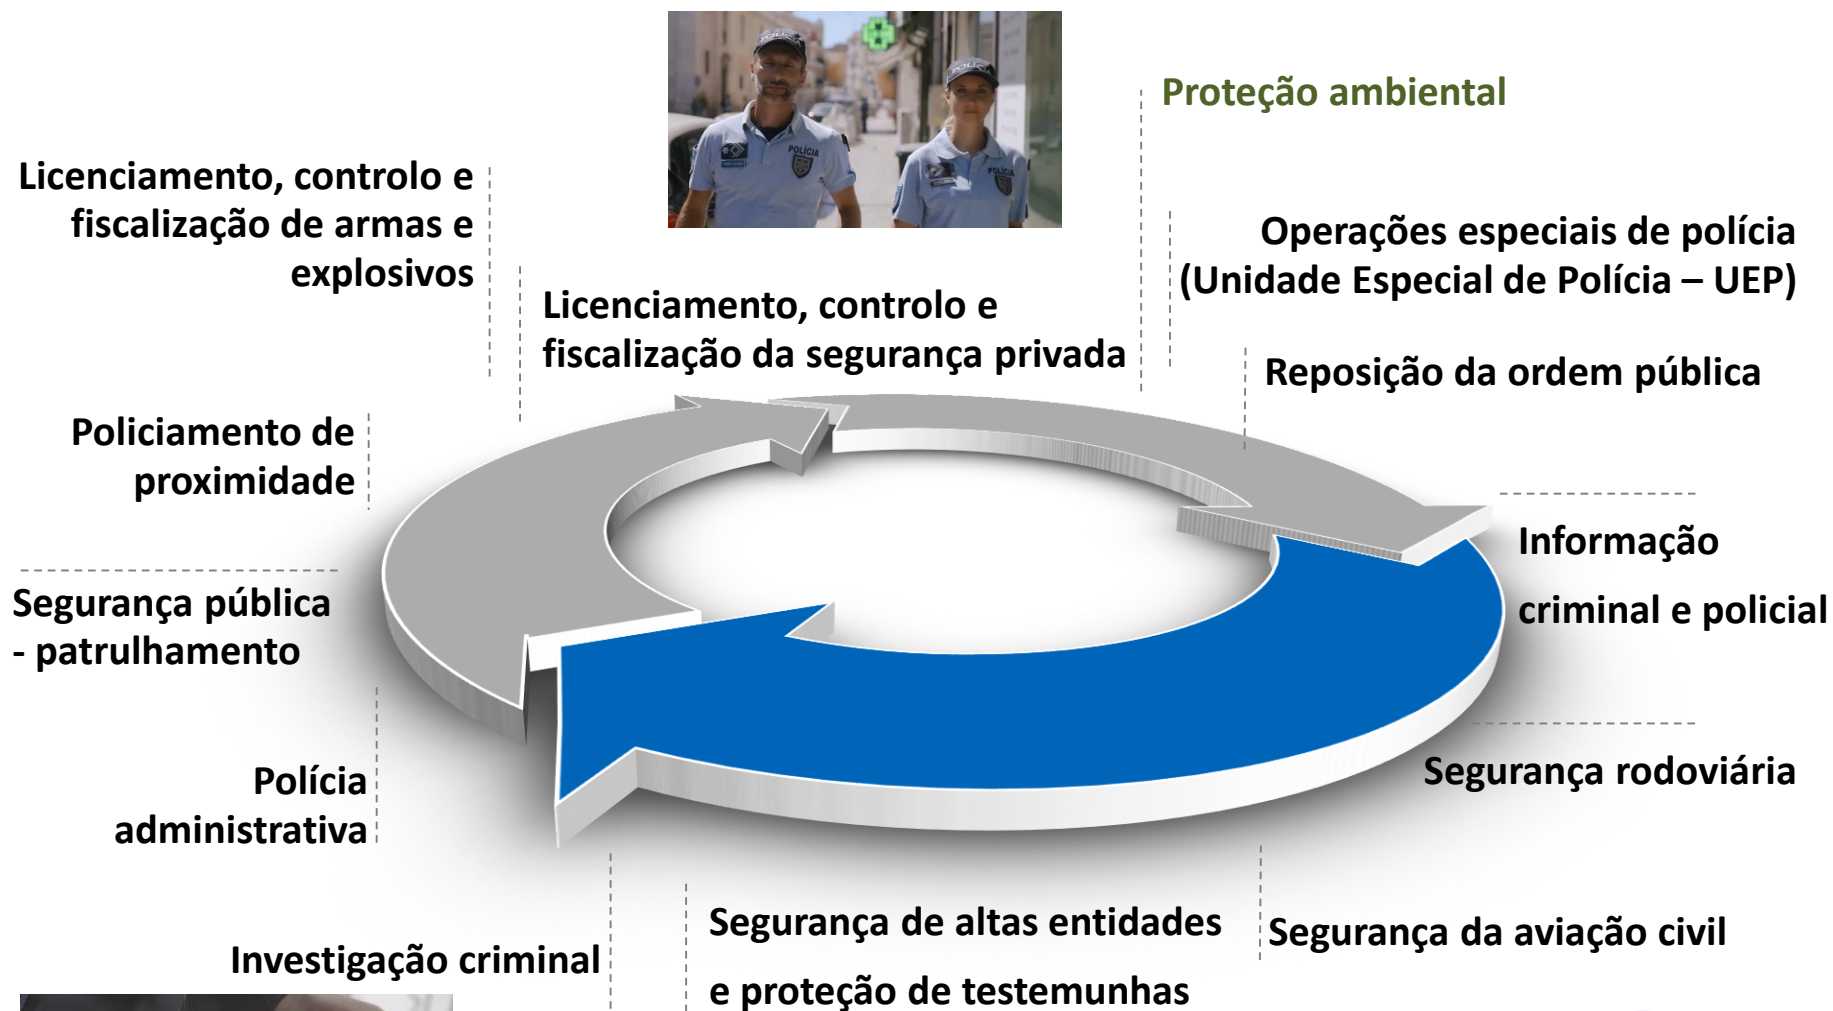 POLÍCIA
POLÍCIA
Proteção ambiental
Licenciamento, controlo e
fiscalização de armas e
explosivos
Operações especiais de polícia
(Unidade Especial de Polícia – UEP)
Licenciamento, controlo e
fiscalização da segurança privada
Reposição da ordem pública
Policiamento de
proximidade
Informação
criminal e policial
Segurança pública
- patrulhamento
Segurança rodoviária
Polícia
administrativa
Segurança de altas entidades
e proteção de testemunhas
Segurança da aviação civil
Investigação criminal